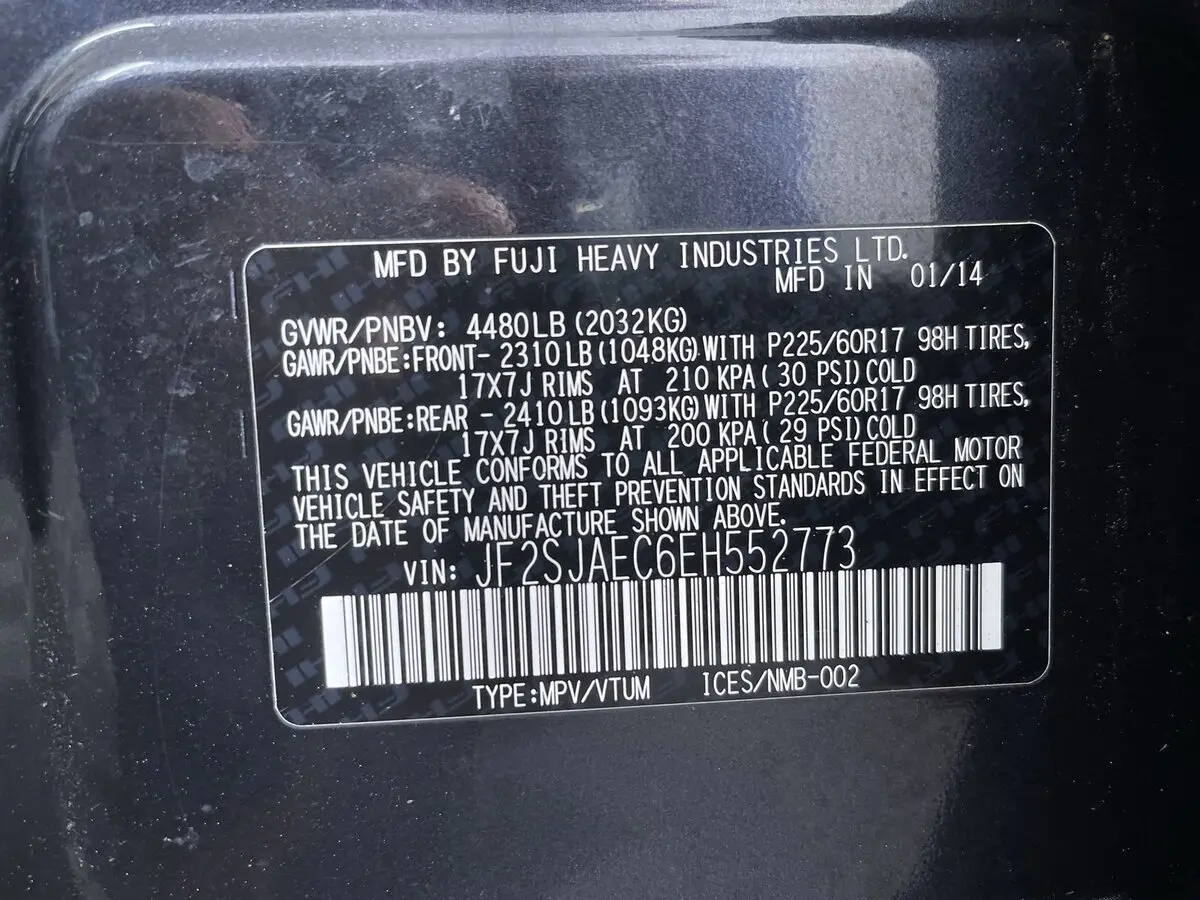 MFD BY FUJI HEAVY INDUSTRIES LTD.
MFD IN 01/14
GVWR/PNBV: 4480LB (2032KG)
GAWR/PNBE:FRONT- 2310LB (1048KG) WITH P225/60R17 98H TIRES,
17X7J RIMS AT 210 KPA( 30 PSI) COLD
GAWR/PNBE:REAR - 2410LB (1093KG) WITH P225/60R17 98H TIRES,
17X7J RIMS AT 200 KPA( 29 PSI) COLD
THIS VEHICLE CONFORMS TO ALL APPLICABLE FEDERAL MOTOR
VEHICLE SAFETY AND THEFT PREVENTION STANDARDS IN EFFECT ON
THE DATE OF MANUFACTURE SHOWN ABOVE.
VIN: JF2SJAEC6EH552773
TYPE:MPV/VTUM ICES/NMB-002